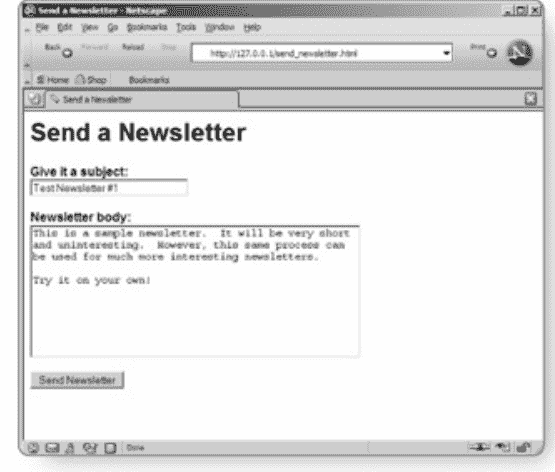 Send a Newsletter - Netscape
File Edit View Go Bookmarks Tools Window Help
Back Forward Reload Stop http://127.0.0.1/send_newsletter.html Print
Home Shop Bookmarks
Send a Newsletter
Send a Newsletter
Give it a subject:
Test Newsletter #1
Newsletter body:
This is a sample newsletter. It will be very short
and uninteresting. However, this same process can
be used for much more interesting newsletters.
Try it on your own!
Send Newsletter
Done